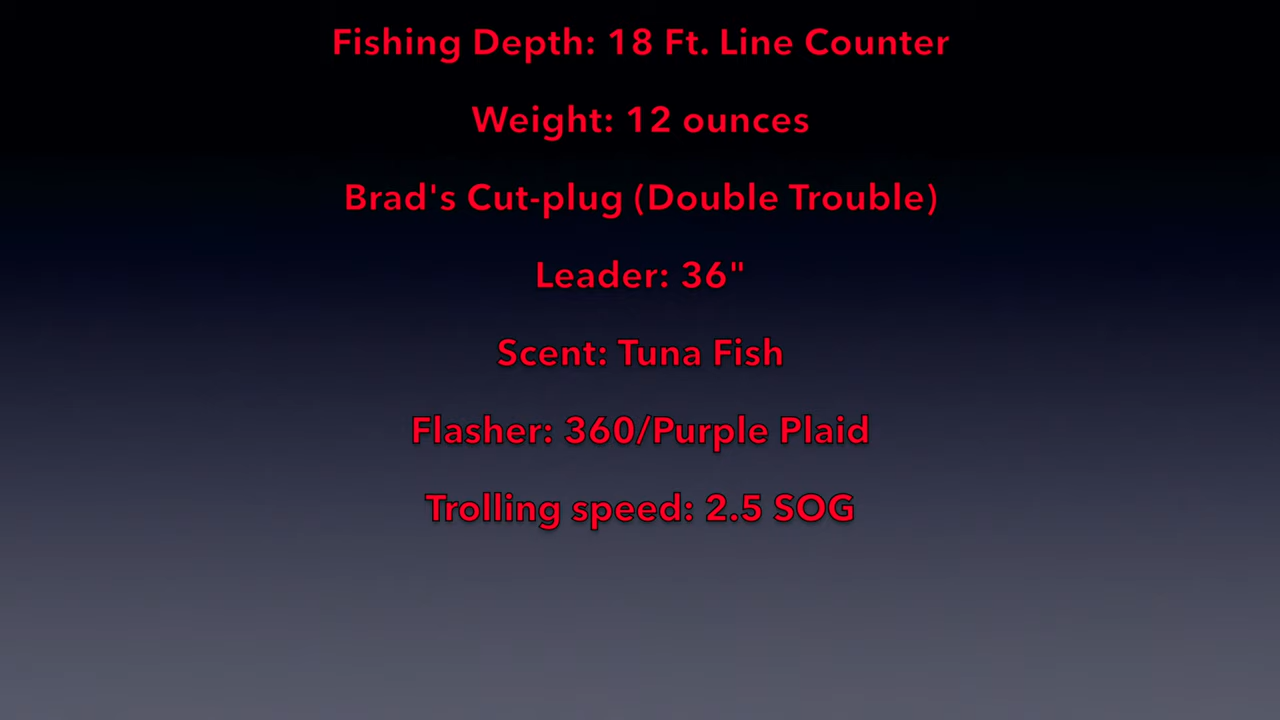 Fishing Depth: 18 Ft. Line Counter
Weight: 12 ounces
Brad's Cut-plug (Double Trouble)
Leader: 36"
Scent: Tuna Fish
Flasher: 360/Purple Plaid
Trolling speed: 2.5 SOG